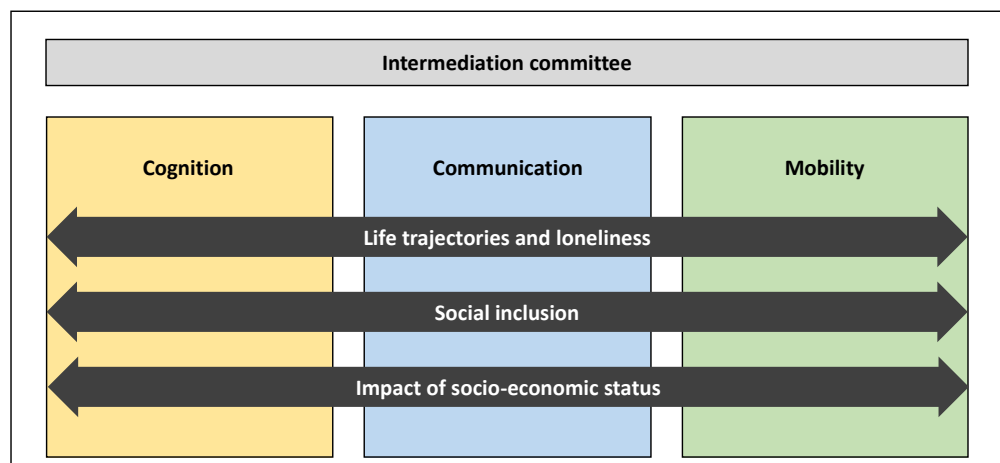 Intermediation committee
Cognition
Communication
Mobility
Life trajectories and loneliness
Social inclusion
Impact of socio-economic status